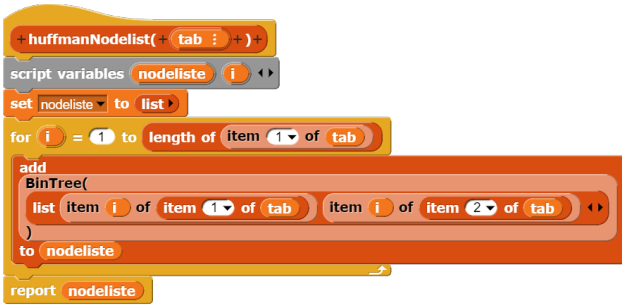 + huffmanNodelist( + tab ⋮ + ) +
script variables nodeliste i
set nodeliste to list
for i = 1 to length of item 1 of tab
add
BinTree(
list item i of item 1 of tab item i of item 2 of tab
)
to nodeliste
report nodeliste